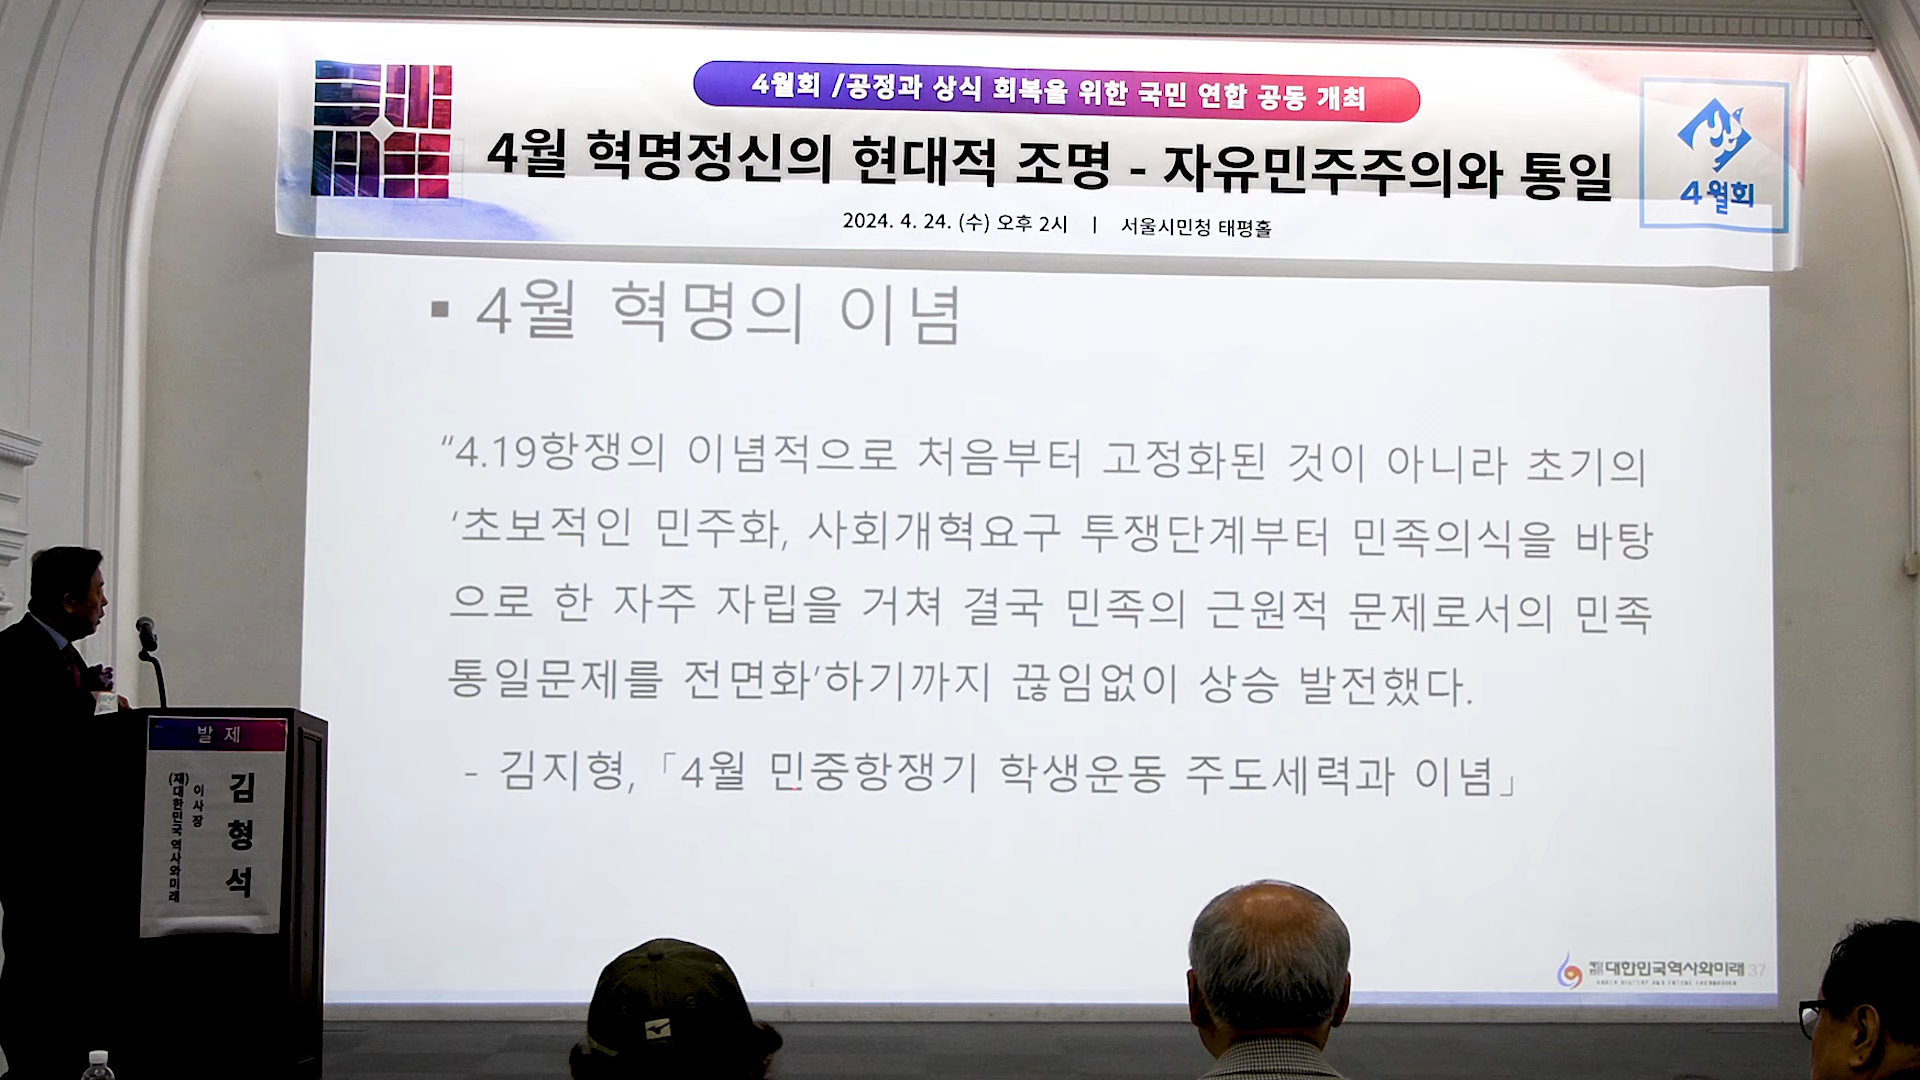 4월회 /공정과 상식 회복을 위한 국민 연합 공동 개최
4월 혁명정신의 현대적 조명 - 자유민주주의와 통일
2024. 4. 24. (수) 오후 2시 | 서울시민청 태평홀
4월회
▪ 4월 혁명의 이념
“4.19항쟁의 이념적으로 처음부터 고정화된 것이 아니라 초기의
‘초보적인 민주화, 사회개혁요구 투쟁단계부터 민족의식을 바탕
으로 한 자주 자립을 거쳐 결국 민족의 근원적 문제로서의 민족
통일문제를 전면화’하기까지 끊임없이 상승 발전했다.
- 김지형, 「4월 민중항쟁기 학생운동 주도세력과 이념」
발 제
김형석
이사장
(재)대한민국 역사와미래
대한민국역사와미래 37